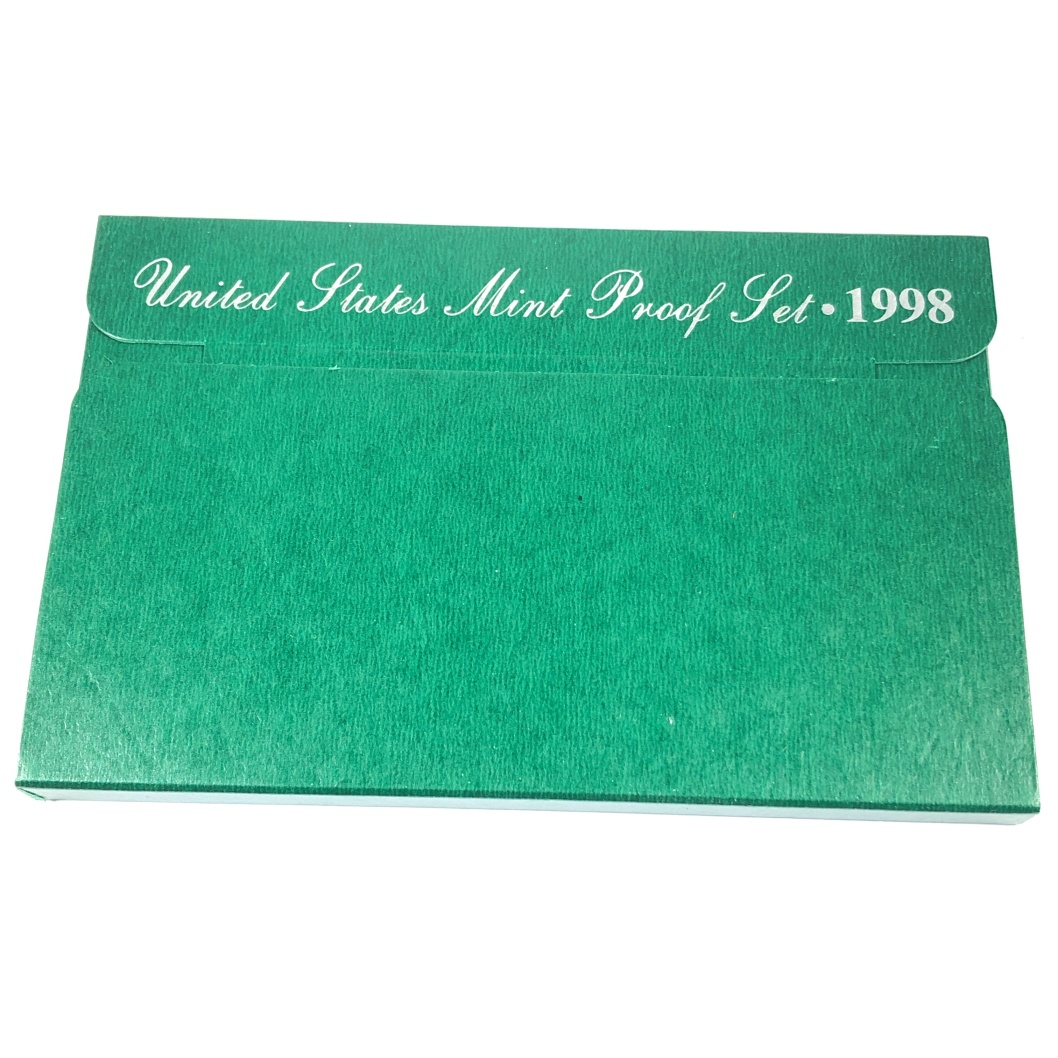 United States Mint Proof Set • 1998